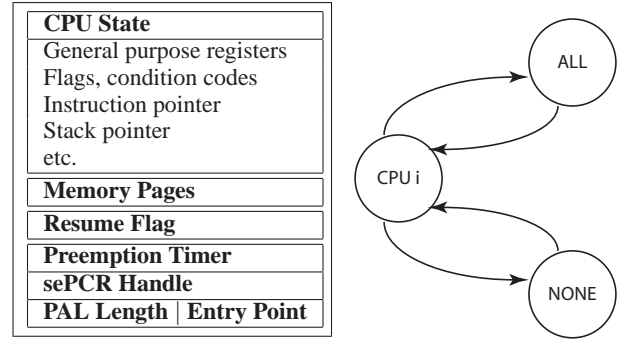 CPU State
General purpose registers
Flags, condition codes
Instruction pointer
Stack pointer
etc.
Memory Pages
Resume Flag
Preemption Timer
sePCR Handle
PAL Length | Entry Point
ALL
CPU i
NONE